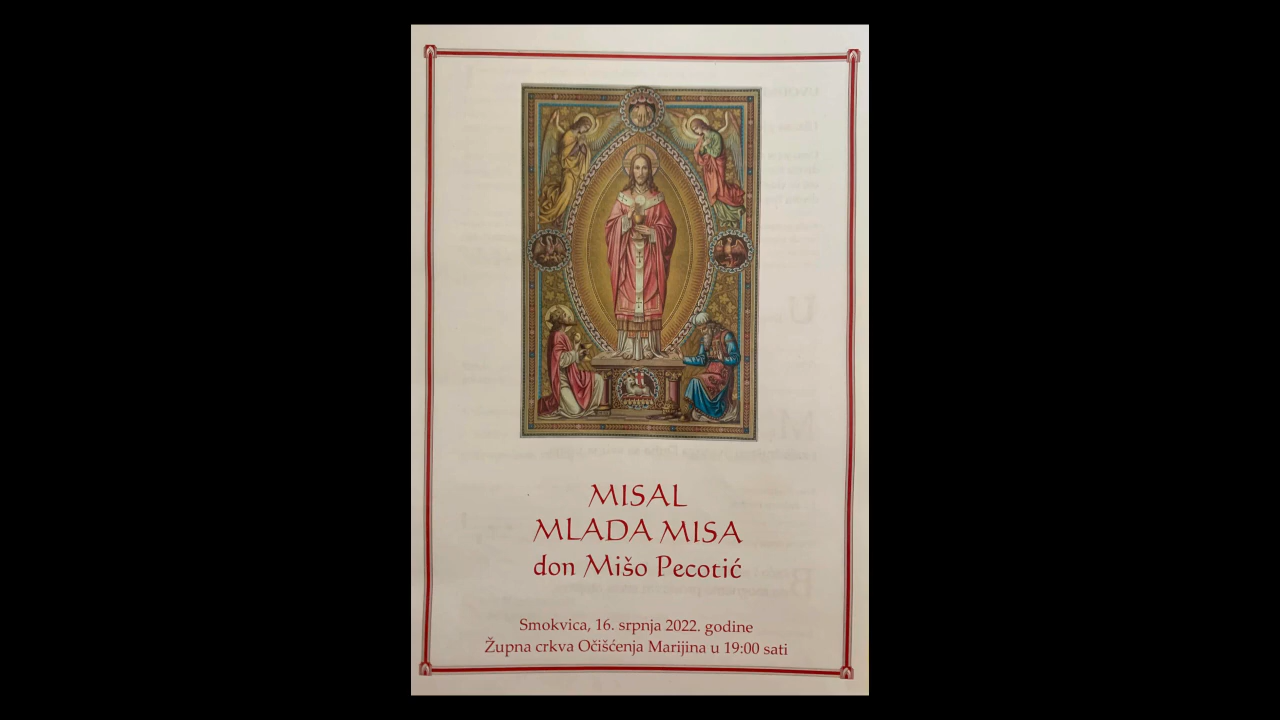 MISAL
MLADA MISA
don Mišo Pecotić
Smokvica, 16. srpnja 2022. godine
Župna crkva Očišćenja Marijina u 19:00 sati